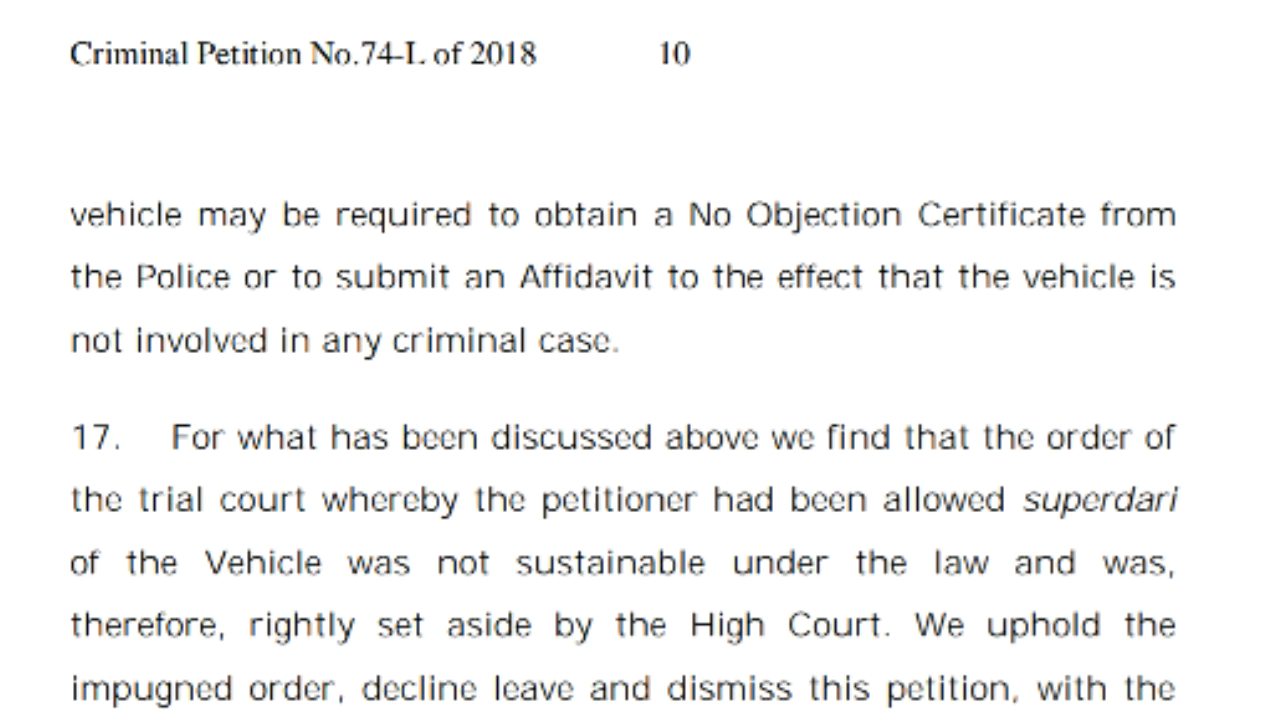 Criminal Petition No.74-L of 2018 10
vehicle may be required to obtain a No Objection Certificate from
the Police or to submit an Affidavit to the effect that the vehicle is
not involved in any criminal case.
17. For what has been discussed above we find that the order of
the trial court whereby the petitioner had been allowed superdari
of the Vehicle was not sustainable under the law and was,
therefore, rightly set aside by the High Court. We uphold the
impugned order, decline leave and dismiss this petition, with the